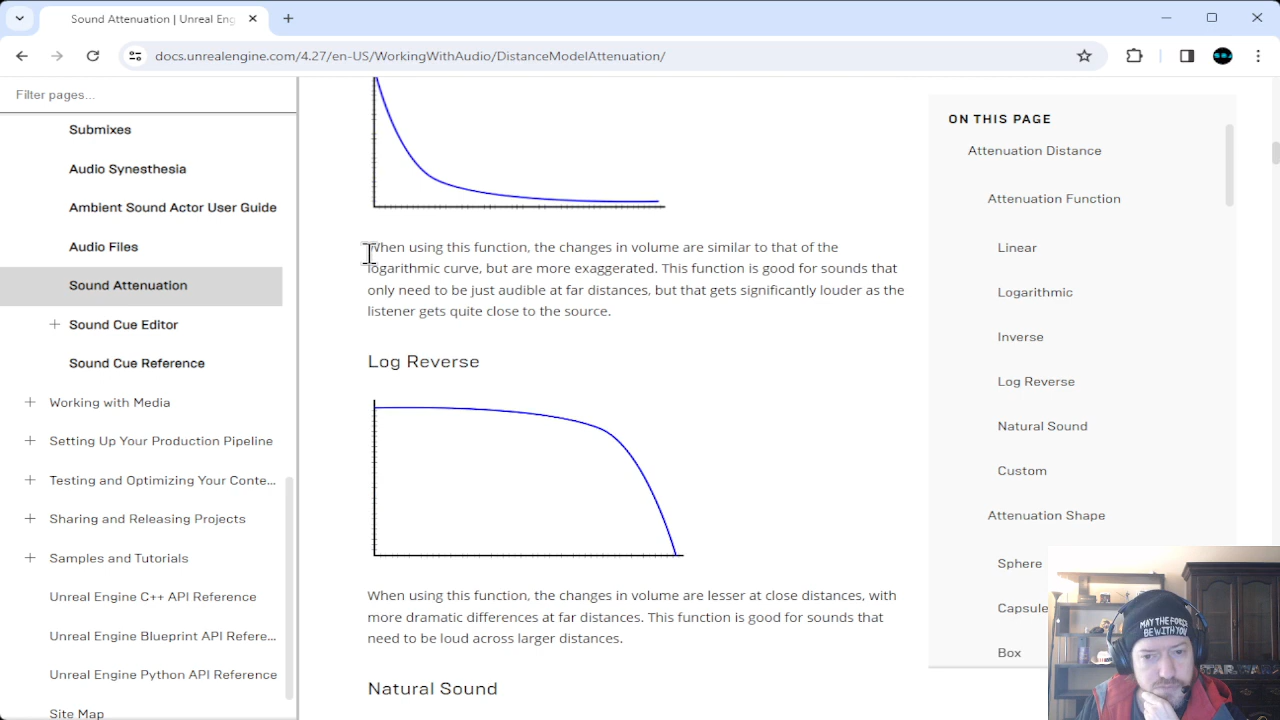 Sound Attenuation | Unreal Eng
docs.unrealengine.com/4.27/en-US/WorkingWithAudio/DistanceModelAttenuation/
Filter pages...
Submixes
Audio Synesthesia
Ambient Sound Actor User Guide
Audio Files
Sound Attenuation
Sound Cue Editor
Sound Cue Reference
Working with Media
Setting Up Your Production Pipeline
Testing and Optimizing Your Conte...
Sharing and Releasing Projects
Samples and Tutorials
Unreal Engine C++ API Reference
Unreal Engine Blueprint API Refere...
Unreal Engine Python API Reference
Site Map
When using this function, the changes in volume are similar to that of the
logarithmic curve, but are more exaggerated. This function is good for sounds that
only need to be just audible at far distances, but that gets significantly louder as the
listener gets quite close to the source.
Log Reverse
When using this function, the changes in volume are lesser at close distances, with
more dramatic differences at far distances. This function is good for sounds that
need to be loud across larger distances.
Natural Sound
ON THIS PAGE
Attenuation Distance
Attenuation Function
Linear
Logarithmic
Inverse
Log Reverse
Natural Sound
Custom
Attenuation Shape
Sphere
Capsule
Box
MAY THE FORCE
BE WITH YOU
STAR WARS